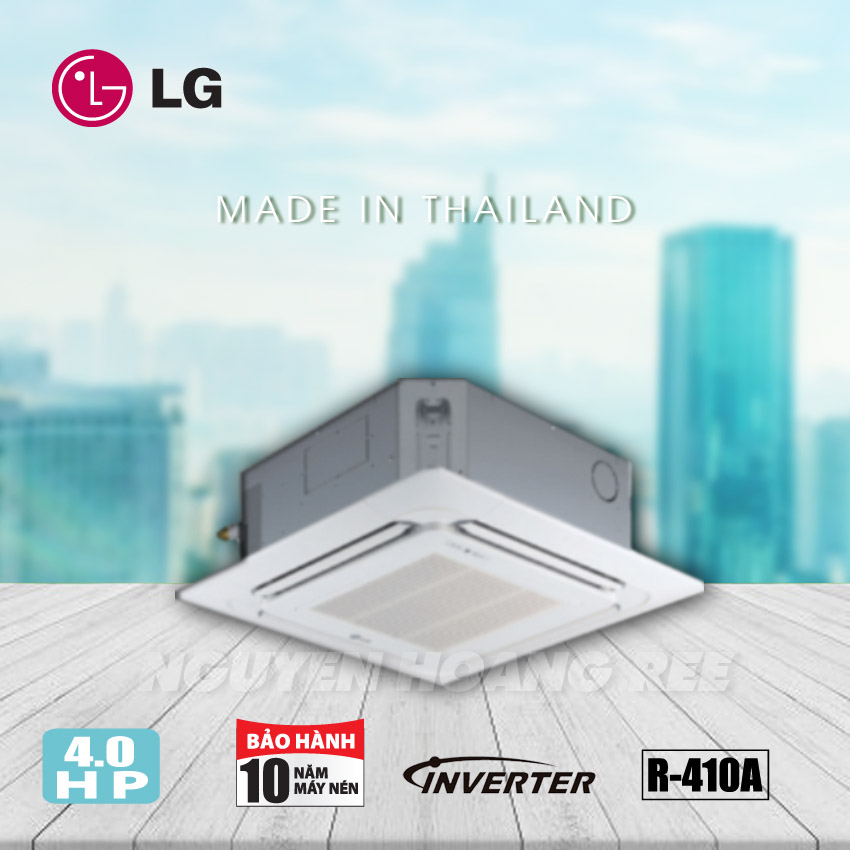 LG
MADE IN THAILAND
NGUYEN HOANG REE
4.0
HP
BẢO HÀNH
10 NĂM
MÁY NÉN
INVERTER
R-410A